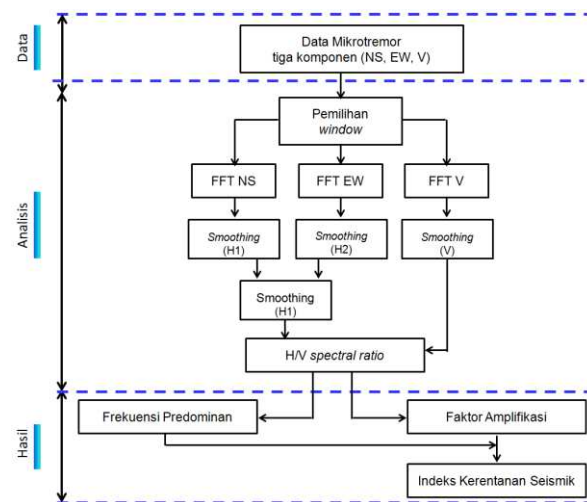 Data
Data Mikrotremor
tiga komponen (NS, EW, V)
Analisis
Pemilihan
window
FFT NS
FFT EW
FFT V
Smoothing
(H1)
Smoothing
(H2)
Smoothing
(V)
Smoothing
(H1)
H/V spectral ratio
Hasil
Frekuensi Predominan
Faktor Amplifikasi
Indeks Kerentanan Seismik